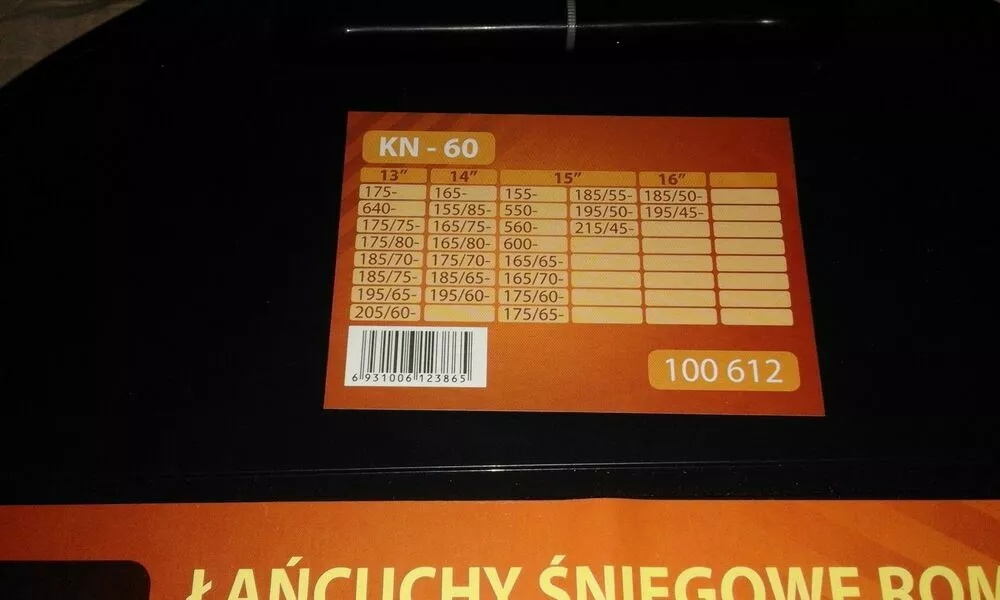 KN - 60
13” 14” 15” 16”
175- 165- 155- 185/55- 185/50-
640- 155/85- 550- 195/50- 195/45-
175/75- 165/75- 560- 215/45-
175/80- 165/80- 600-
185/70- 175/70- 165/65-
185/75- 185/65- 165/70-
195/65- 195/60- 175/60-
205/60- 175/65-
6 931006 123865
100 612
ŁAŃCUCHY ŚNIEGOWE